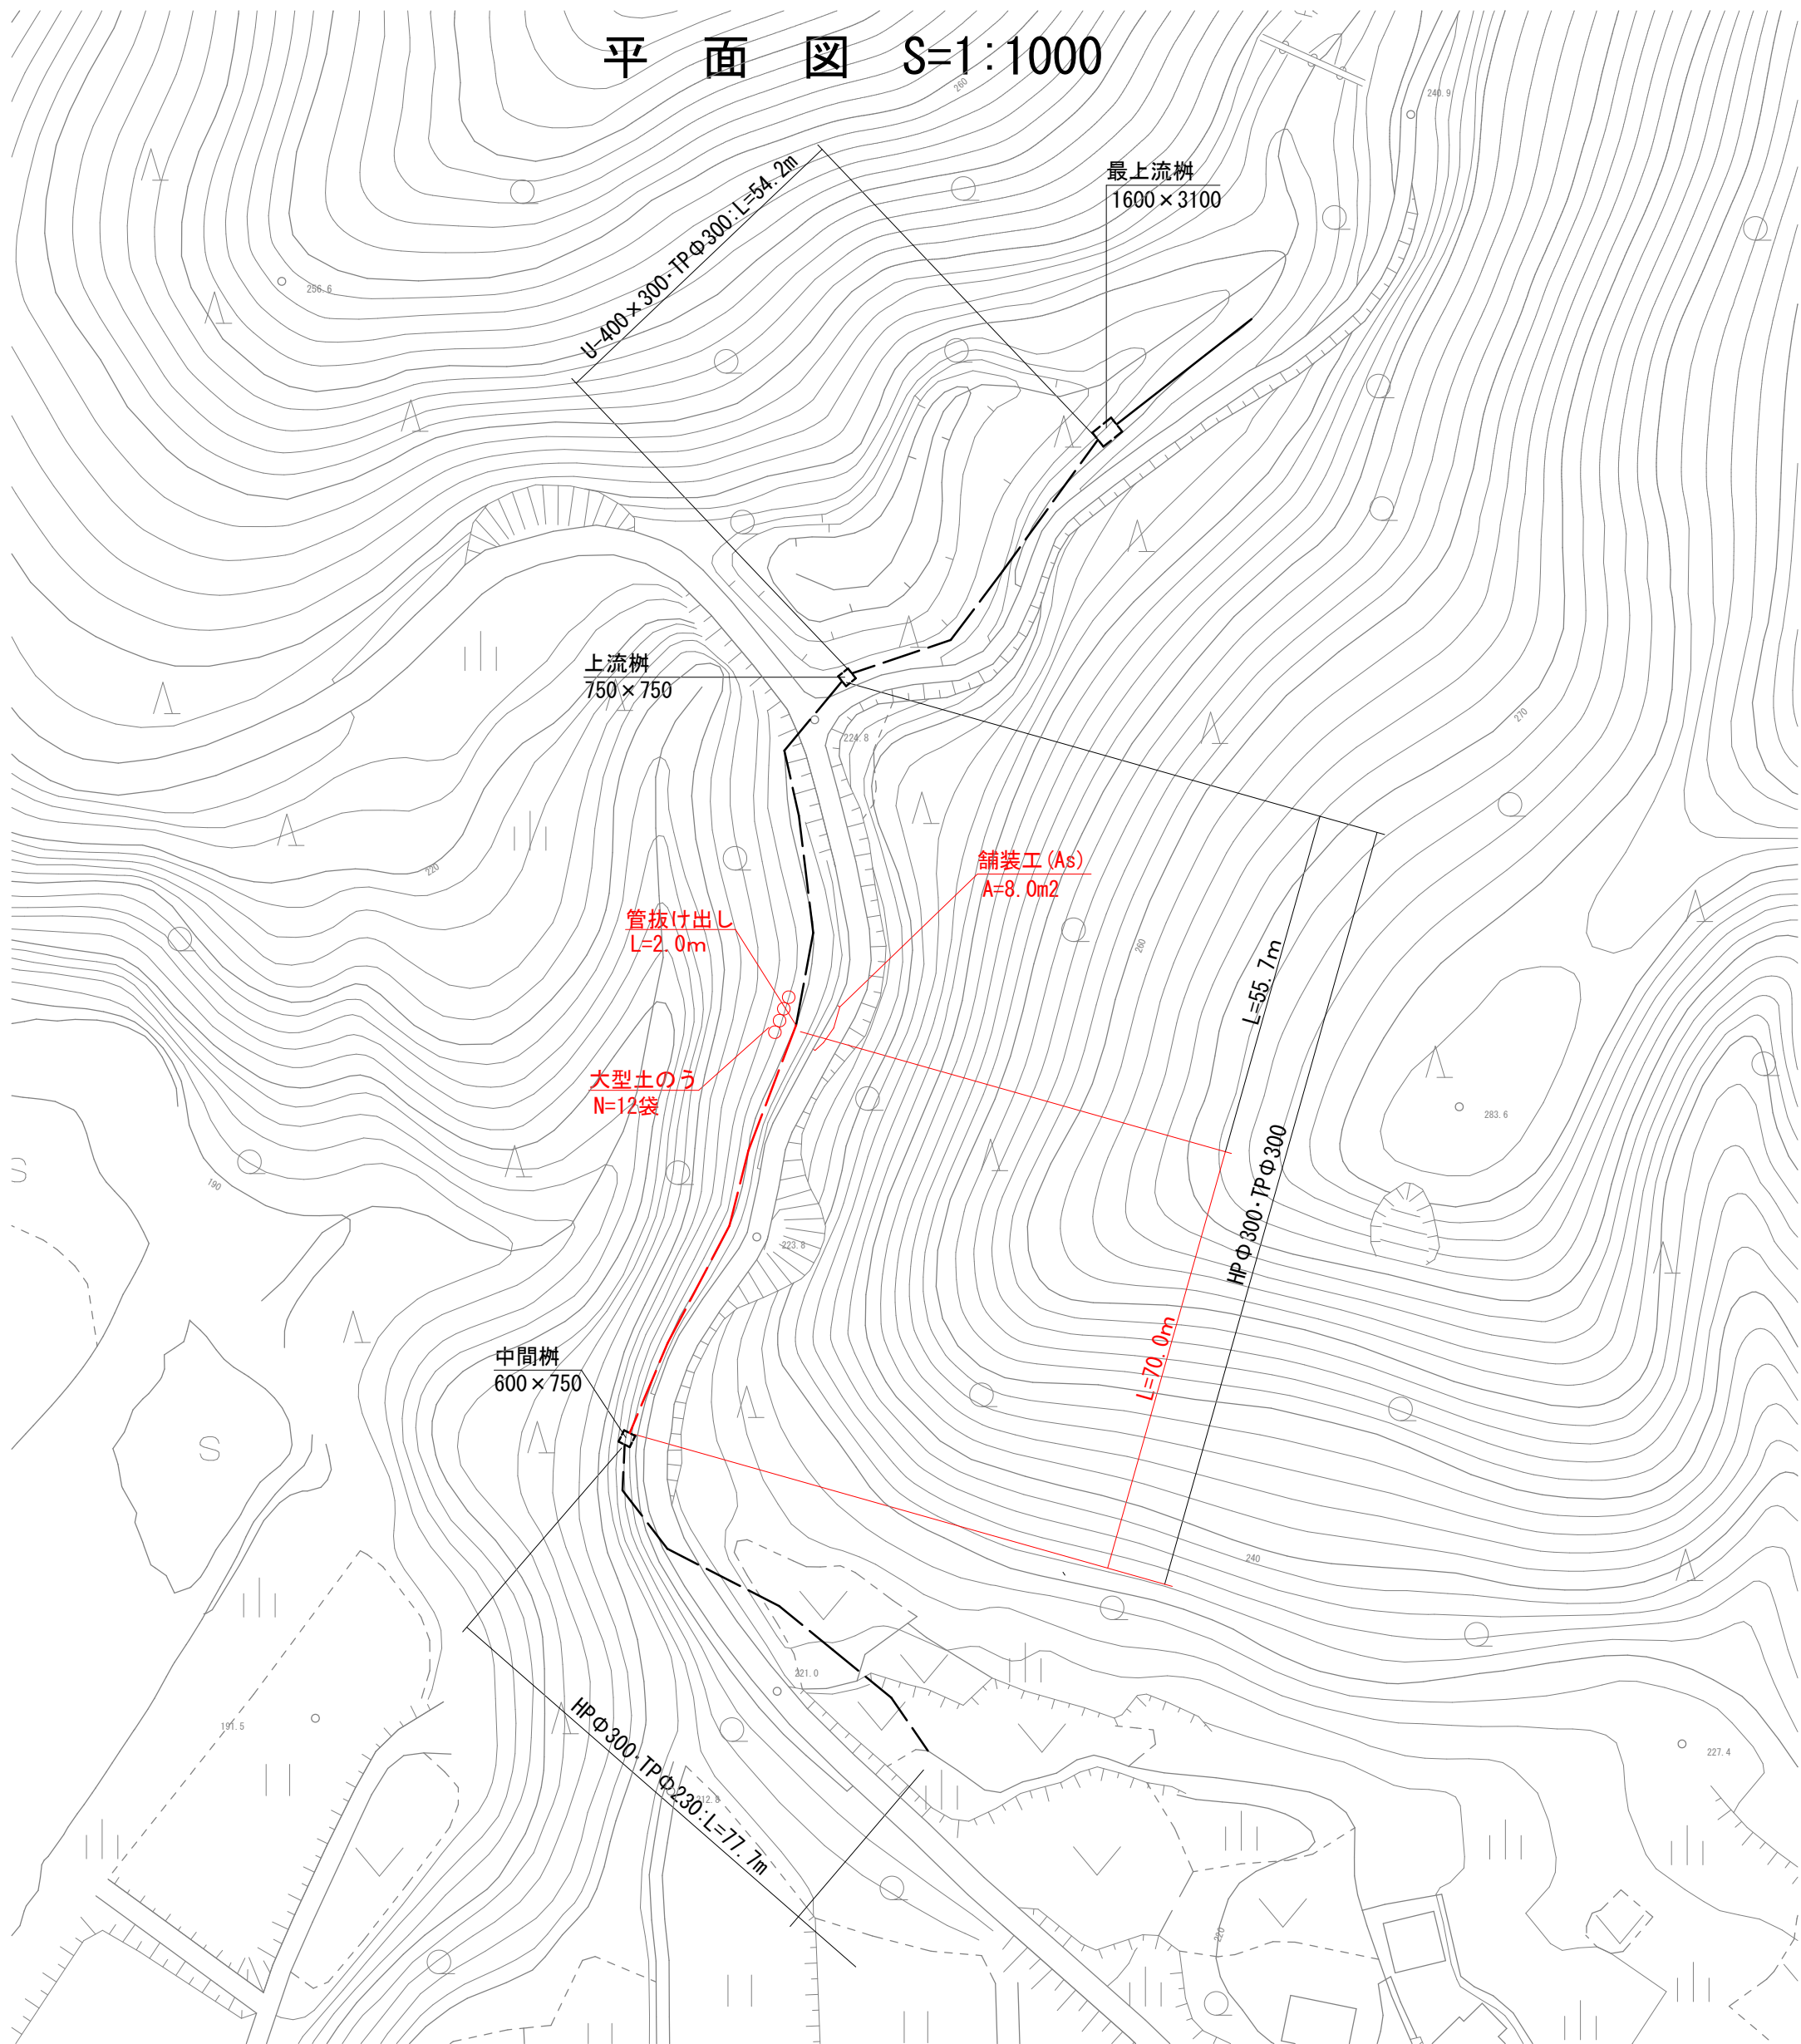 平　面　図　S=1:1000
260
240.9
U-400×300・TPΦ300:L=54.2m
最上流桝
1600×3100
256.6
上流桝
750×750
224.8
270
220
舗装工(As)
A=8.0m2
管抜け出し
L=2.0m
260
L=55.7m
大型土のう
N=12袋
283.6
S
190
HPΦ300・TPΦ300
223.8
L=70.0m
中間桝
600×750
S
240
221.0
191.5
HPΦ300・TPΦ230:L=77.7m
212.8
227.4
220